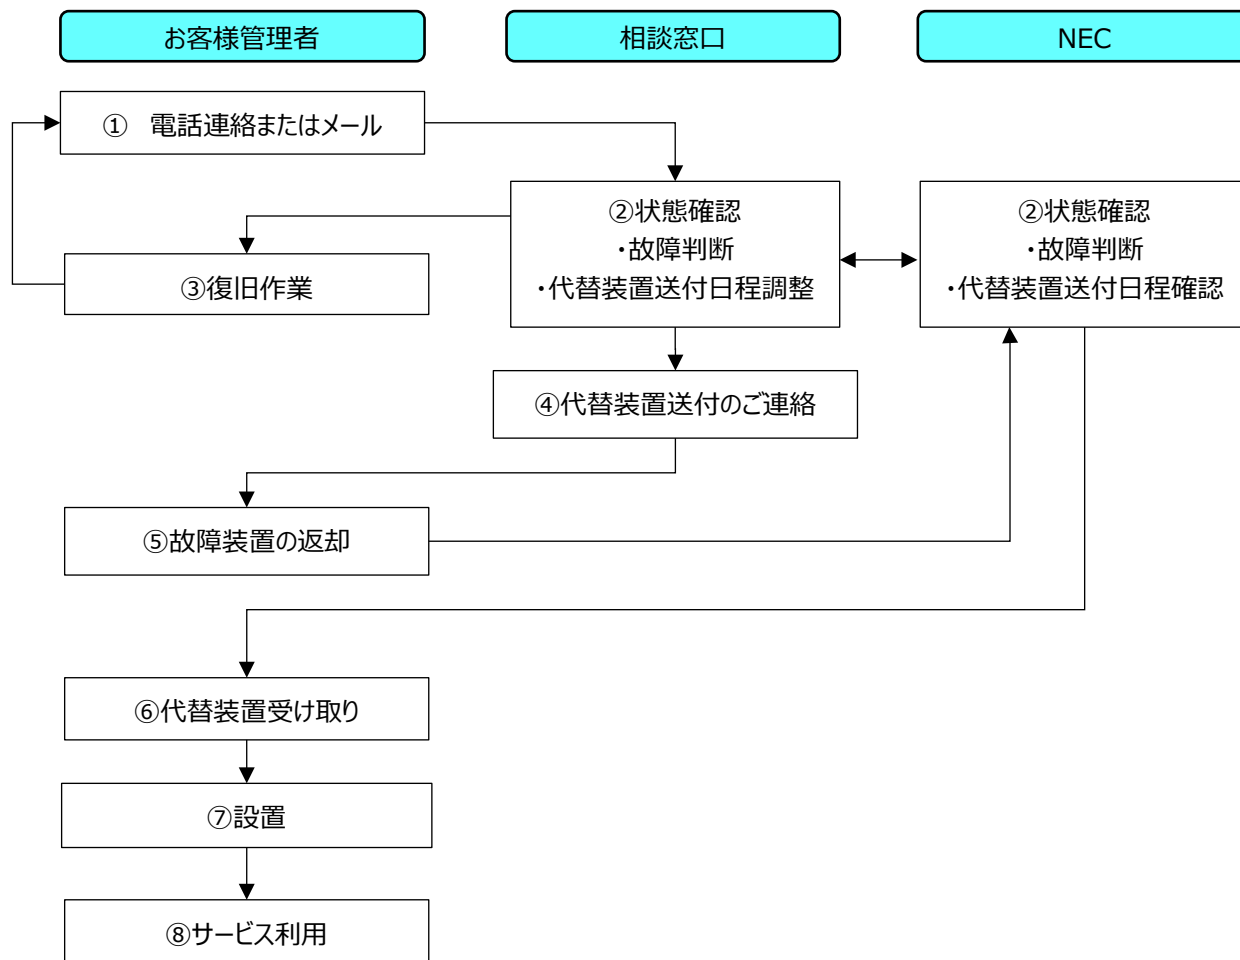 お客様管理者
相談窓口
NEC
① 電話連絡またはメール
②状態確認
・故障判断
・代替装置送付日程調整
②状態確認
・故障判断
・代替装置送付日程確認
③復旧作業
④代替装置送付のご連絡
⑤故障装置の返却
⑥代替装置受け取り
⑦設置
⑧サービス利用